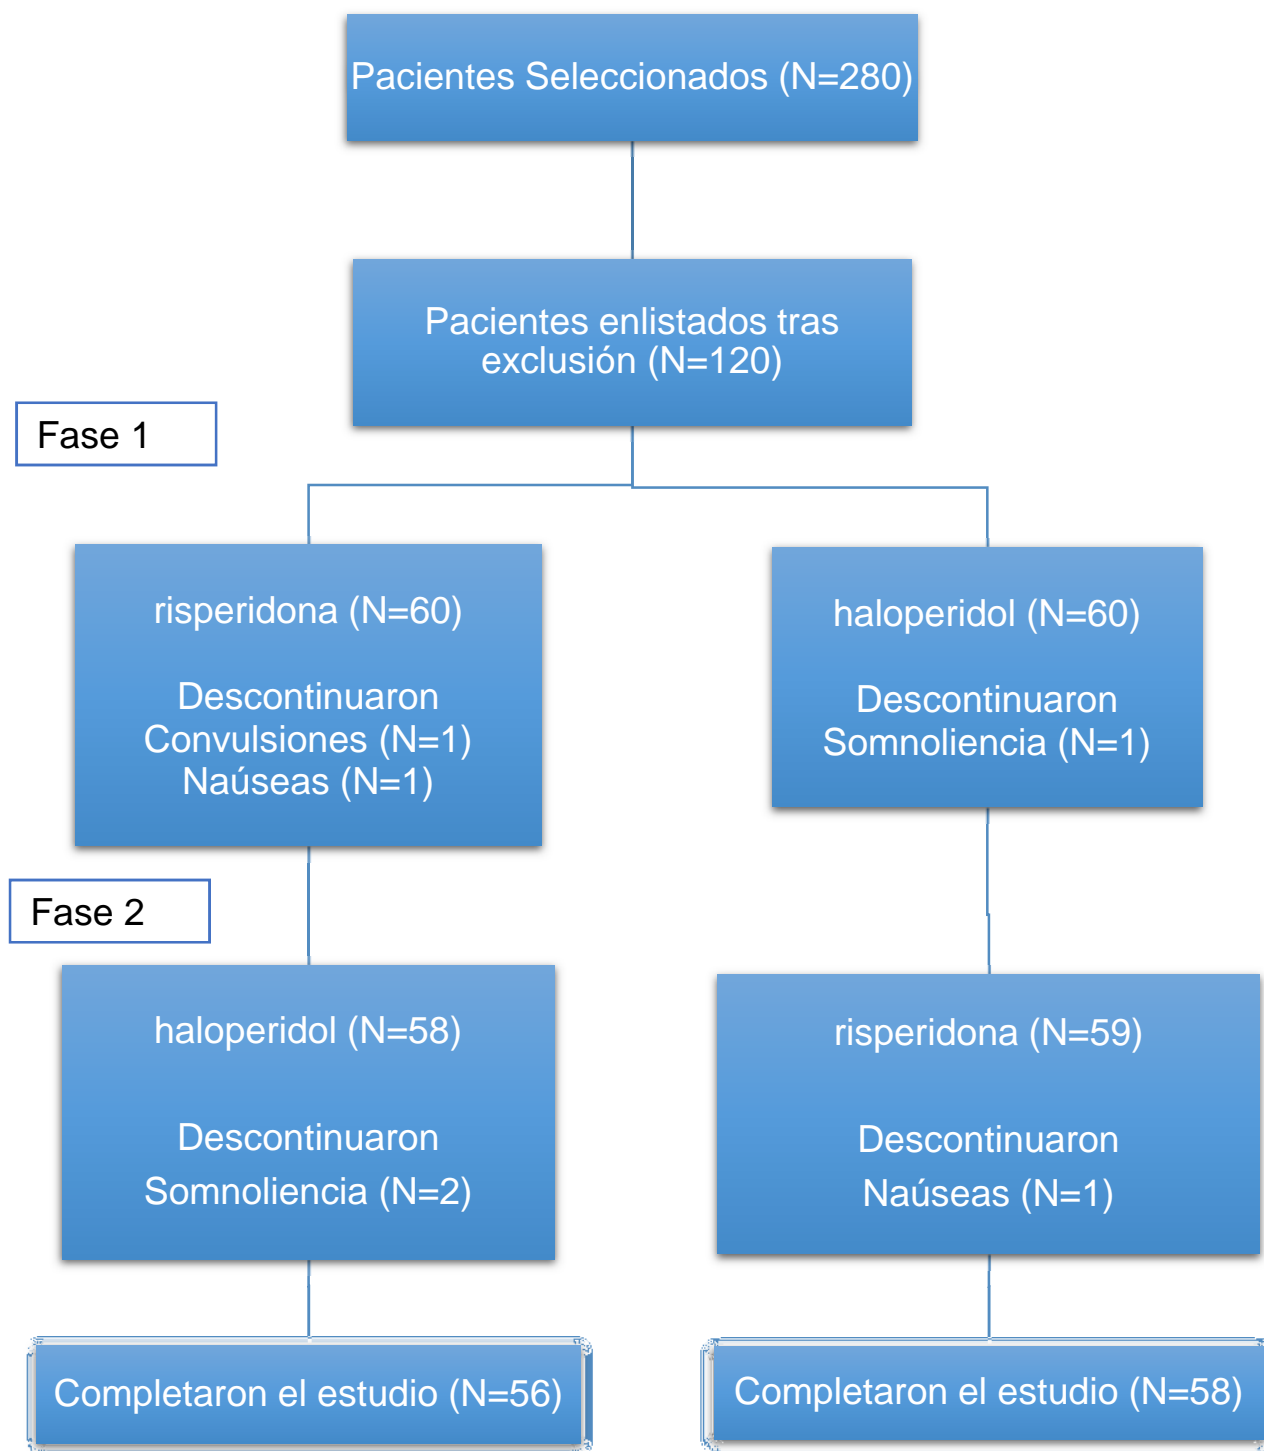 Pacientes Seleccionados (N=280)
Pacientes enlistados tras
exclusión (N=120)
Fase 1
risperidona (N=60)
Descontinuaron
Convulsiones (N=1)
Naúseas (N=1)
haloperidol (N=60)
Descontinuaron
Somnoliencia (N=1)
Fase 2
haloperidol (N=58)
Descontinuaron
Somnoliencia (N=2)
risperidona (N=59)
Descontinuaron
Naúseas (N=1)
Completaron el estudio (N=56)
Completaron el estudio (N=58)